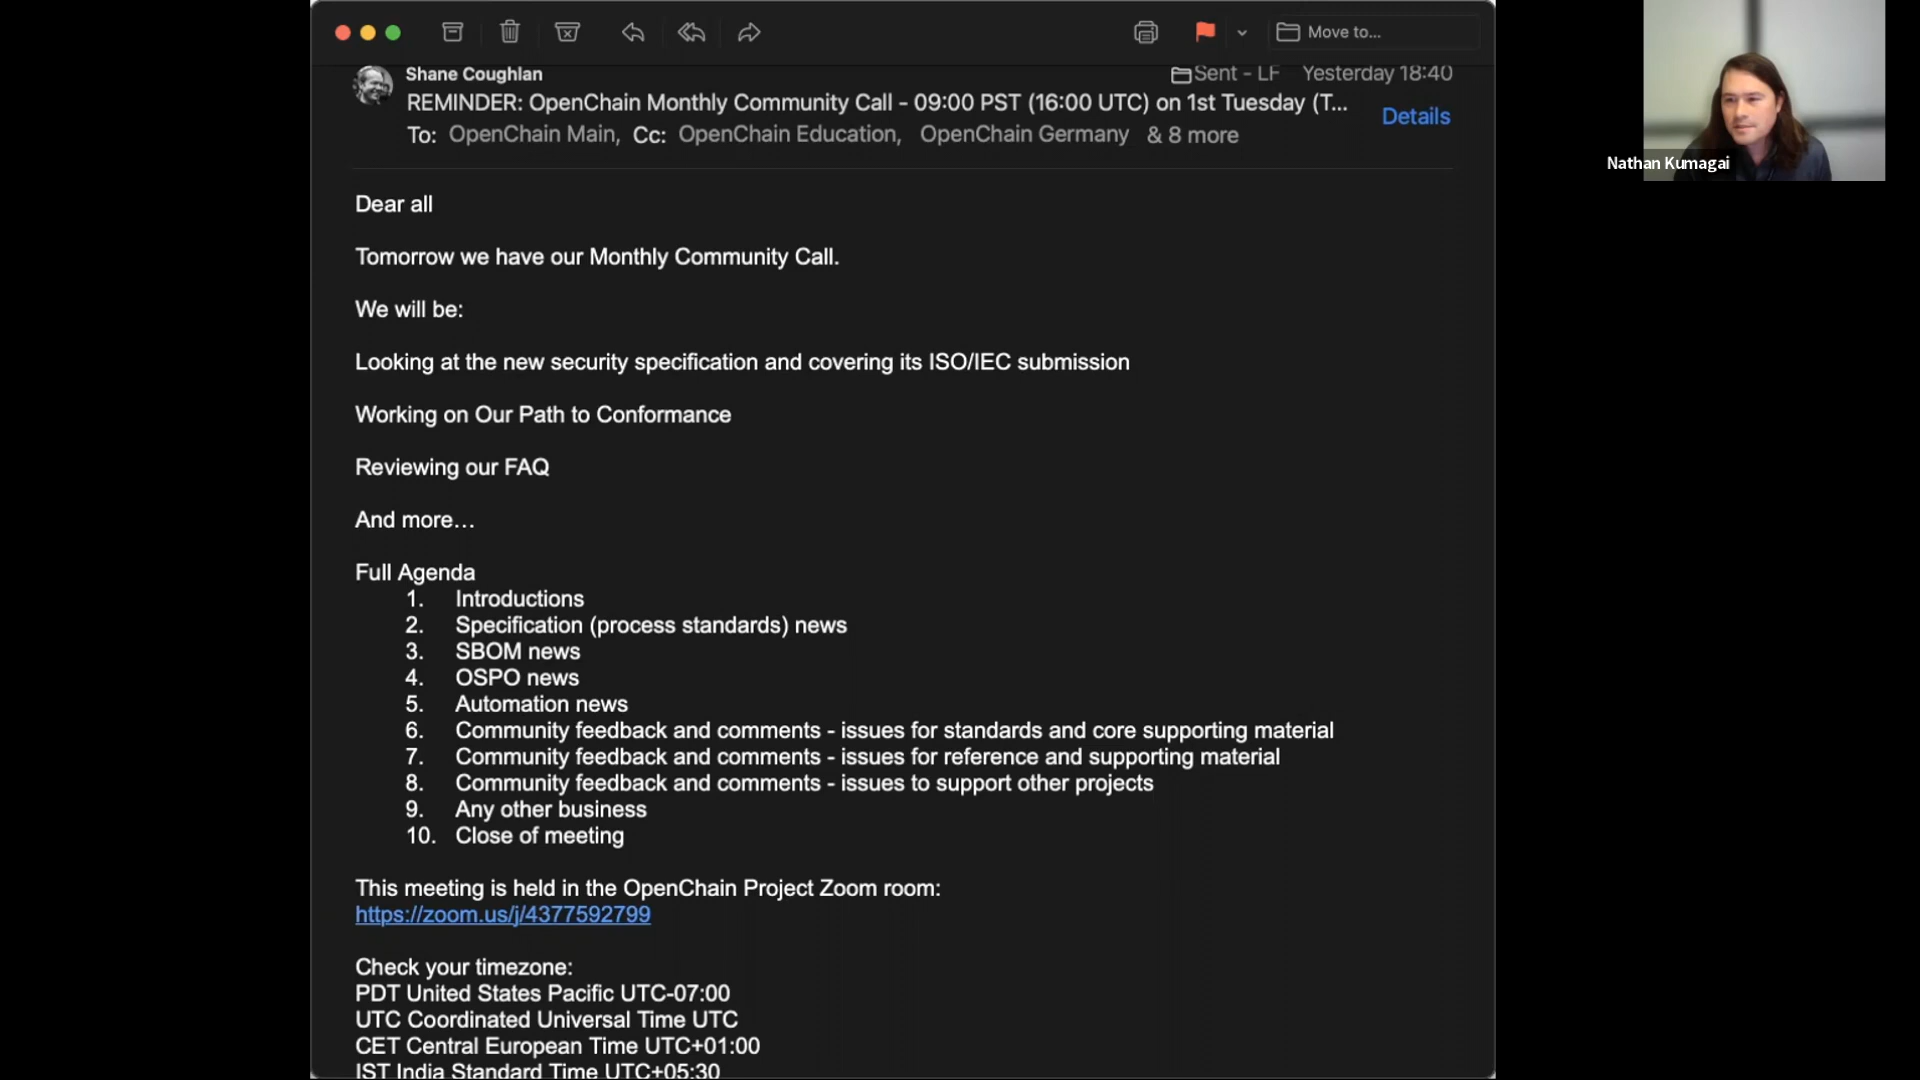 Move to...
Shane Coughlan
Sent - LF Yesterday 18:40
REMINDER: OpenChain Monthly Community Call - 09:00 PST (16:00 UTC) on 1st Tuesday (T...
Details
To: OpenChain Main, Cc: OpenChain Education, OpenChain Germany & 8 more
Nathan Kumagai
Dear all
Tomorrow we have our Monthly Community Call.
We will be:
Looking at the new security specification and covering its ISO/IEC submission
Working on Our Path to Conformance
Reviewing our FAQ
And more…
Full Agenda
1. Introductions
2. Specification (process standards) news
3. SBOM news
4. OSPO news
5. Automation news
6. Community feedback and comments - issues for standards and core supporting material
7. Community feedback and comments - issues for reference and supporting material
8. Community feedback and comments - issues to support other projects
9. Any other business
10. Close of meeting
This meeting is held in the OpenChain Project Zoom room:
https://zoom.us/j/4377592799
Check your timezone:
PDT United States Pacific UTC-07:00
UTC Coordinated Universal Time UTC
CET Central European Time UTC+01:00
IST India Standard Time UTC+05:30